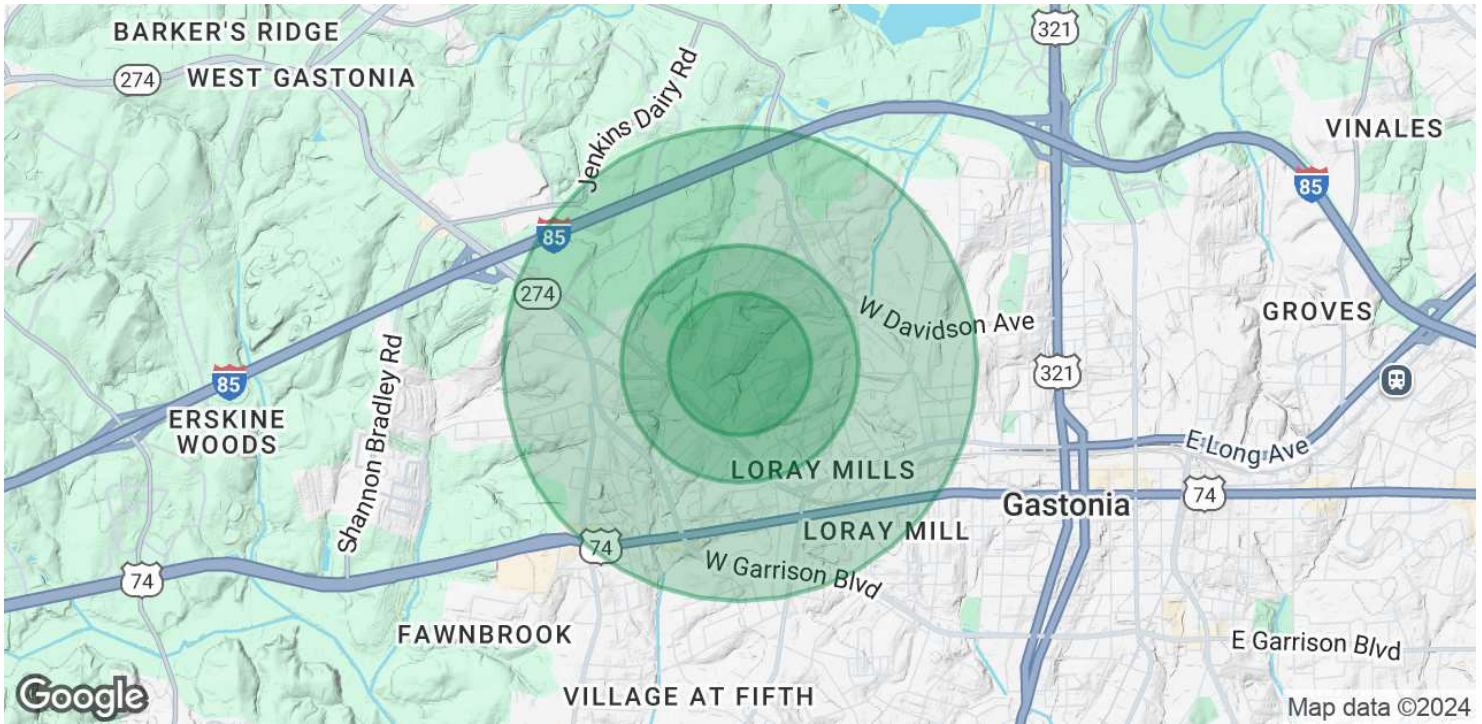 BARKER'S RIDGE
321
274
WEST GASTONIA
Jenkins Dairy Rd
VINALES
85
85
274
W Davidson Ave
GROVES
321
85
ERSKINE
WOODS
Shannon Bradley Rd
E Long Ave
LORAY MILLS
74
Gastonia
LORAY MILL
74
74
W Garrison Blvd
FAWNBROOK
E Garrison Blvd
VILLAGE AT FIFTH
Google
Map data ©2024